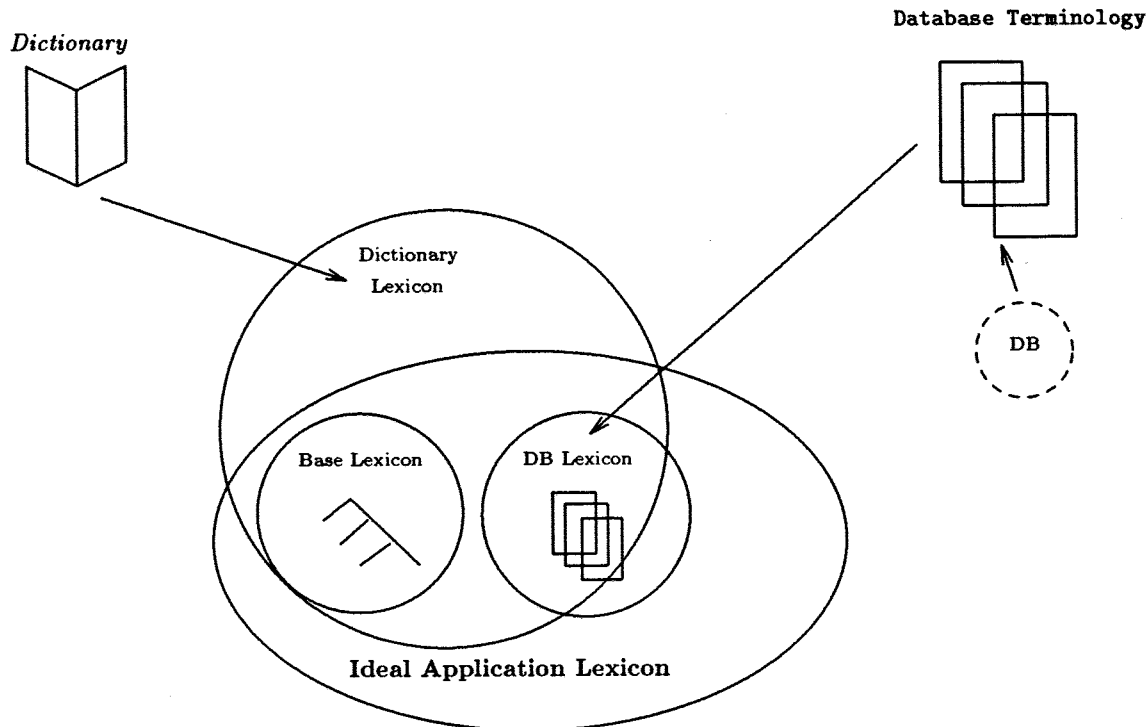 Database Terminology
Dictionary
Dictionary
Lexicon
DB
Base Lexicon
DB Lexicon
Ideal Application Lexicon